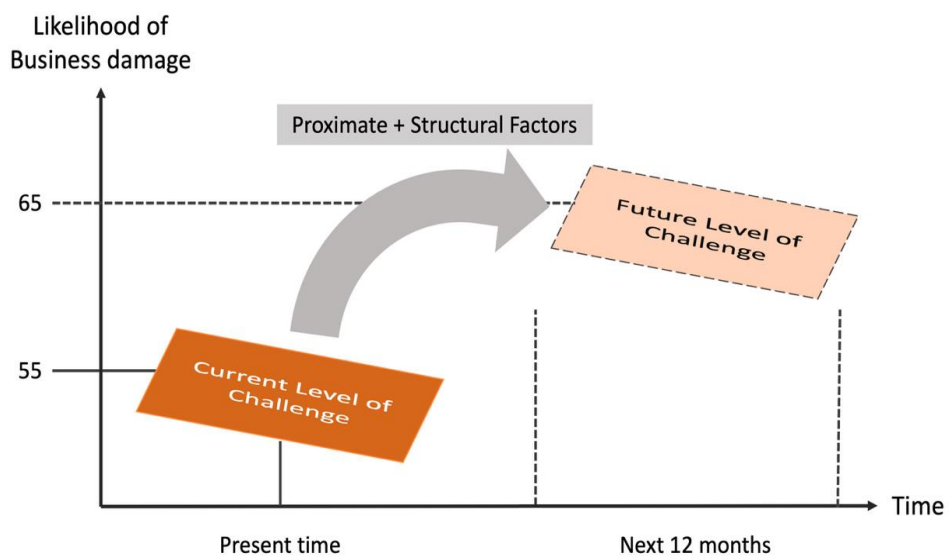 Likelihood of
Business damage
Proximate + Structural Factors
65
Future Level of
Challenge
55
Current Level of
Challenge
Time
Present time
Next 12 months